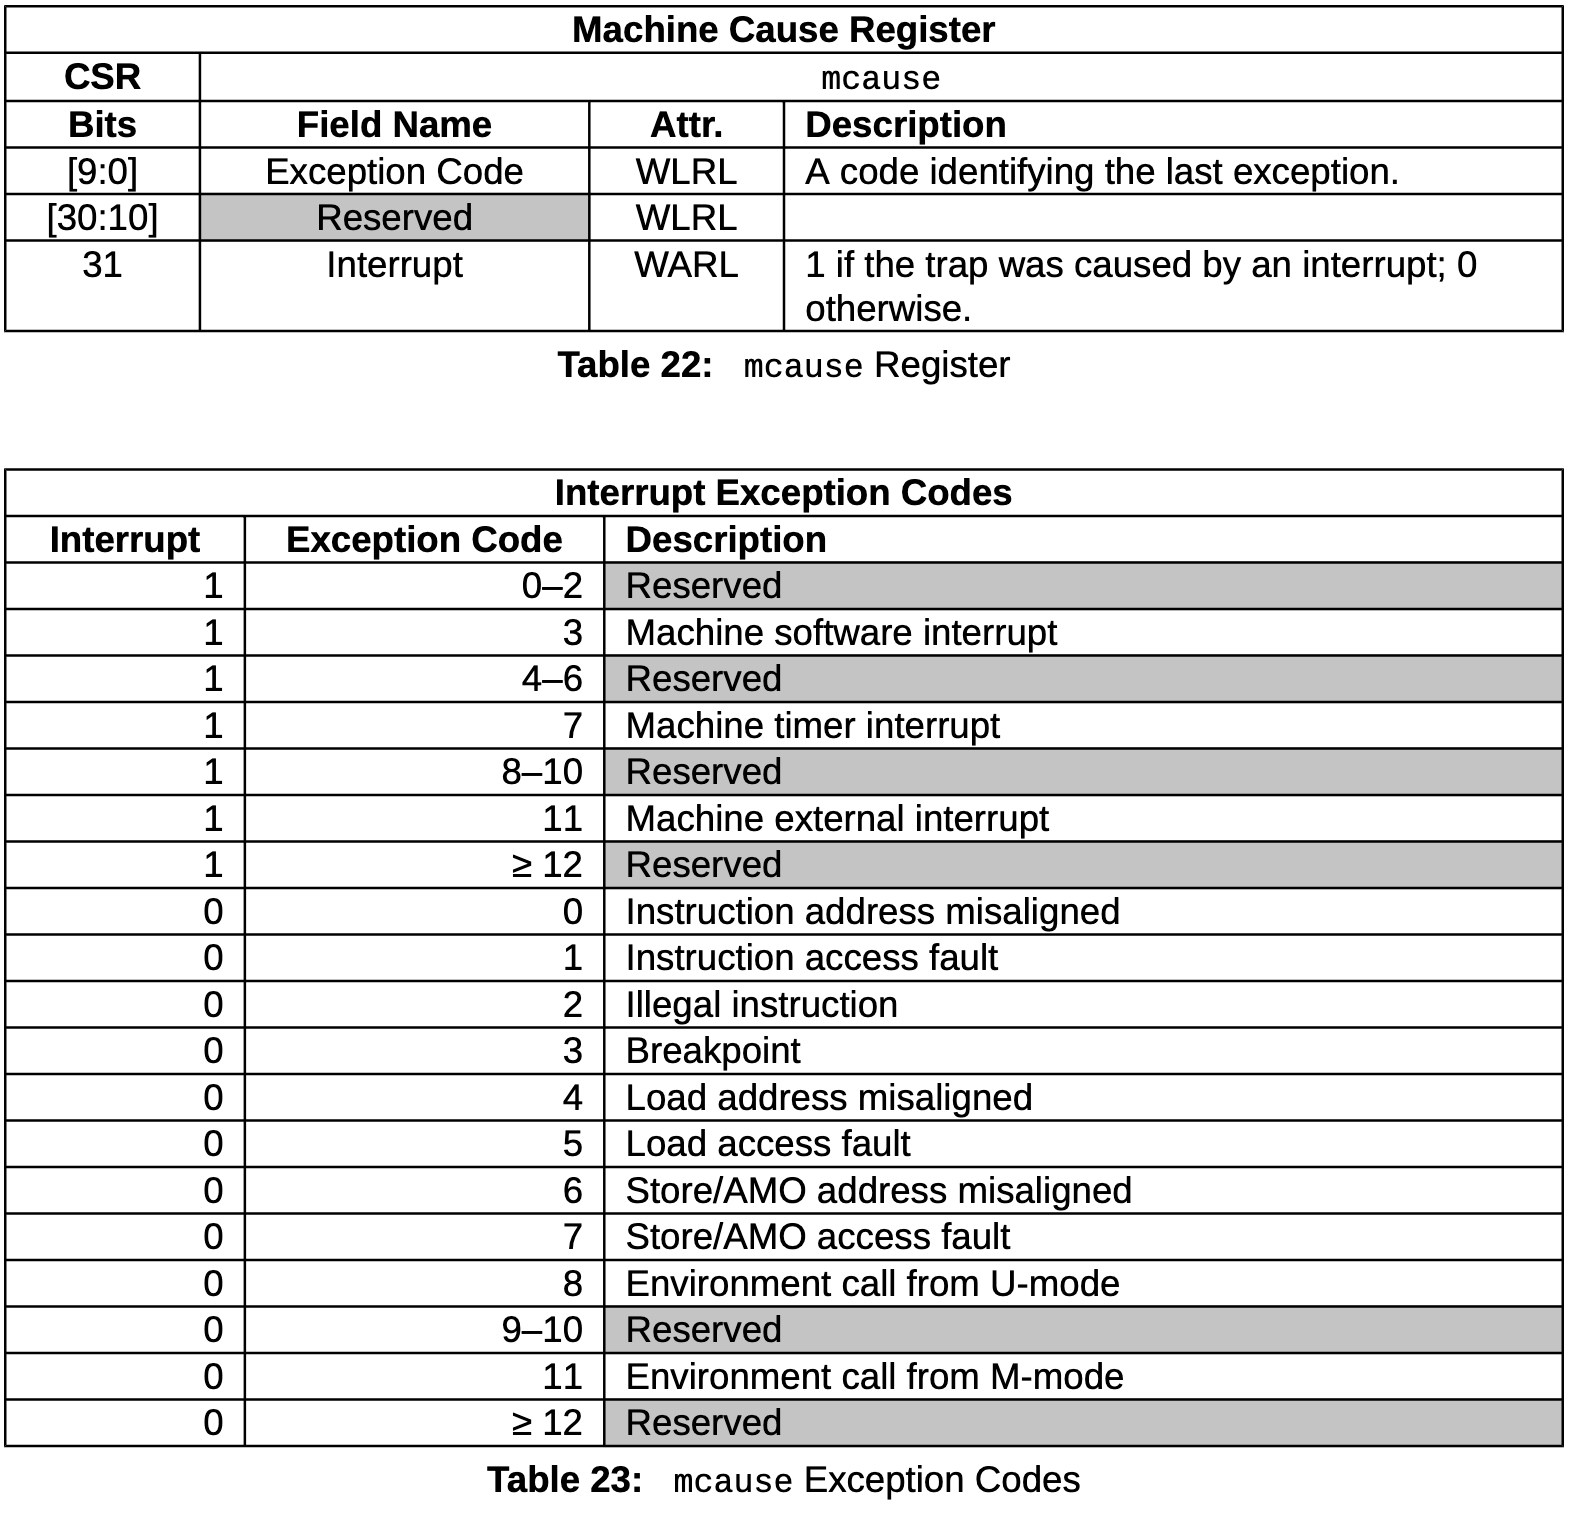 Machine Cause Register
CSR mcause
Bits Field Name Attr. Description
[9:0] Exception Code WLRL A code identifying the last exception.
[30:10] Reserved WLRL
31 Interrupt WARL 1 if the trap was caused by an interrupt; 0
otherwise.
Table 22: mcause Register
Interrupt Exception Codes
Interrupt Exception Code Description
1 0–2 Reserved
1 3 Machine software interrupt
1 4–6 Reserved
1 7 Machine timer interrupt
1 8–10 Reserved
1 11 Machine external interrupt
1 ≥ 12 Reserved
0 0 Instruction address misaligned
0 1 Instruction access fault
0 2 Illegal instruction
0 3 Breakpoint
0 4 Load address misaligned
0 5 Load access fault
0 6 Store/AMO address misaligned
0 7 Store/AMO access fault
0 8 Environment call from U-mode
0 9–10 Reserved
0 11 Environment call from M-mode
0 ≥ 12 Reserved
Table 23: mcause Exception Codes